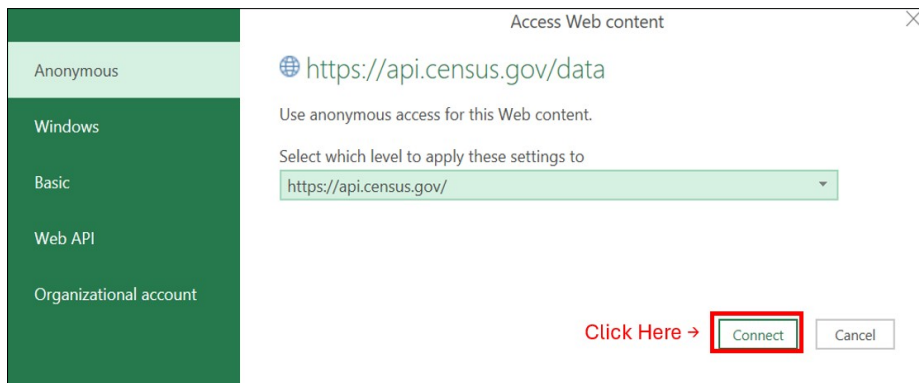 Access Web content
Anonymous
Windows
Basic
Web API
Organizational account
https://api.census.gov/data
Use anonymous access for this Web content.
Select which level to apply these settings to
https://api.census.gov/
Click Here → Connect Cancel